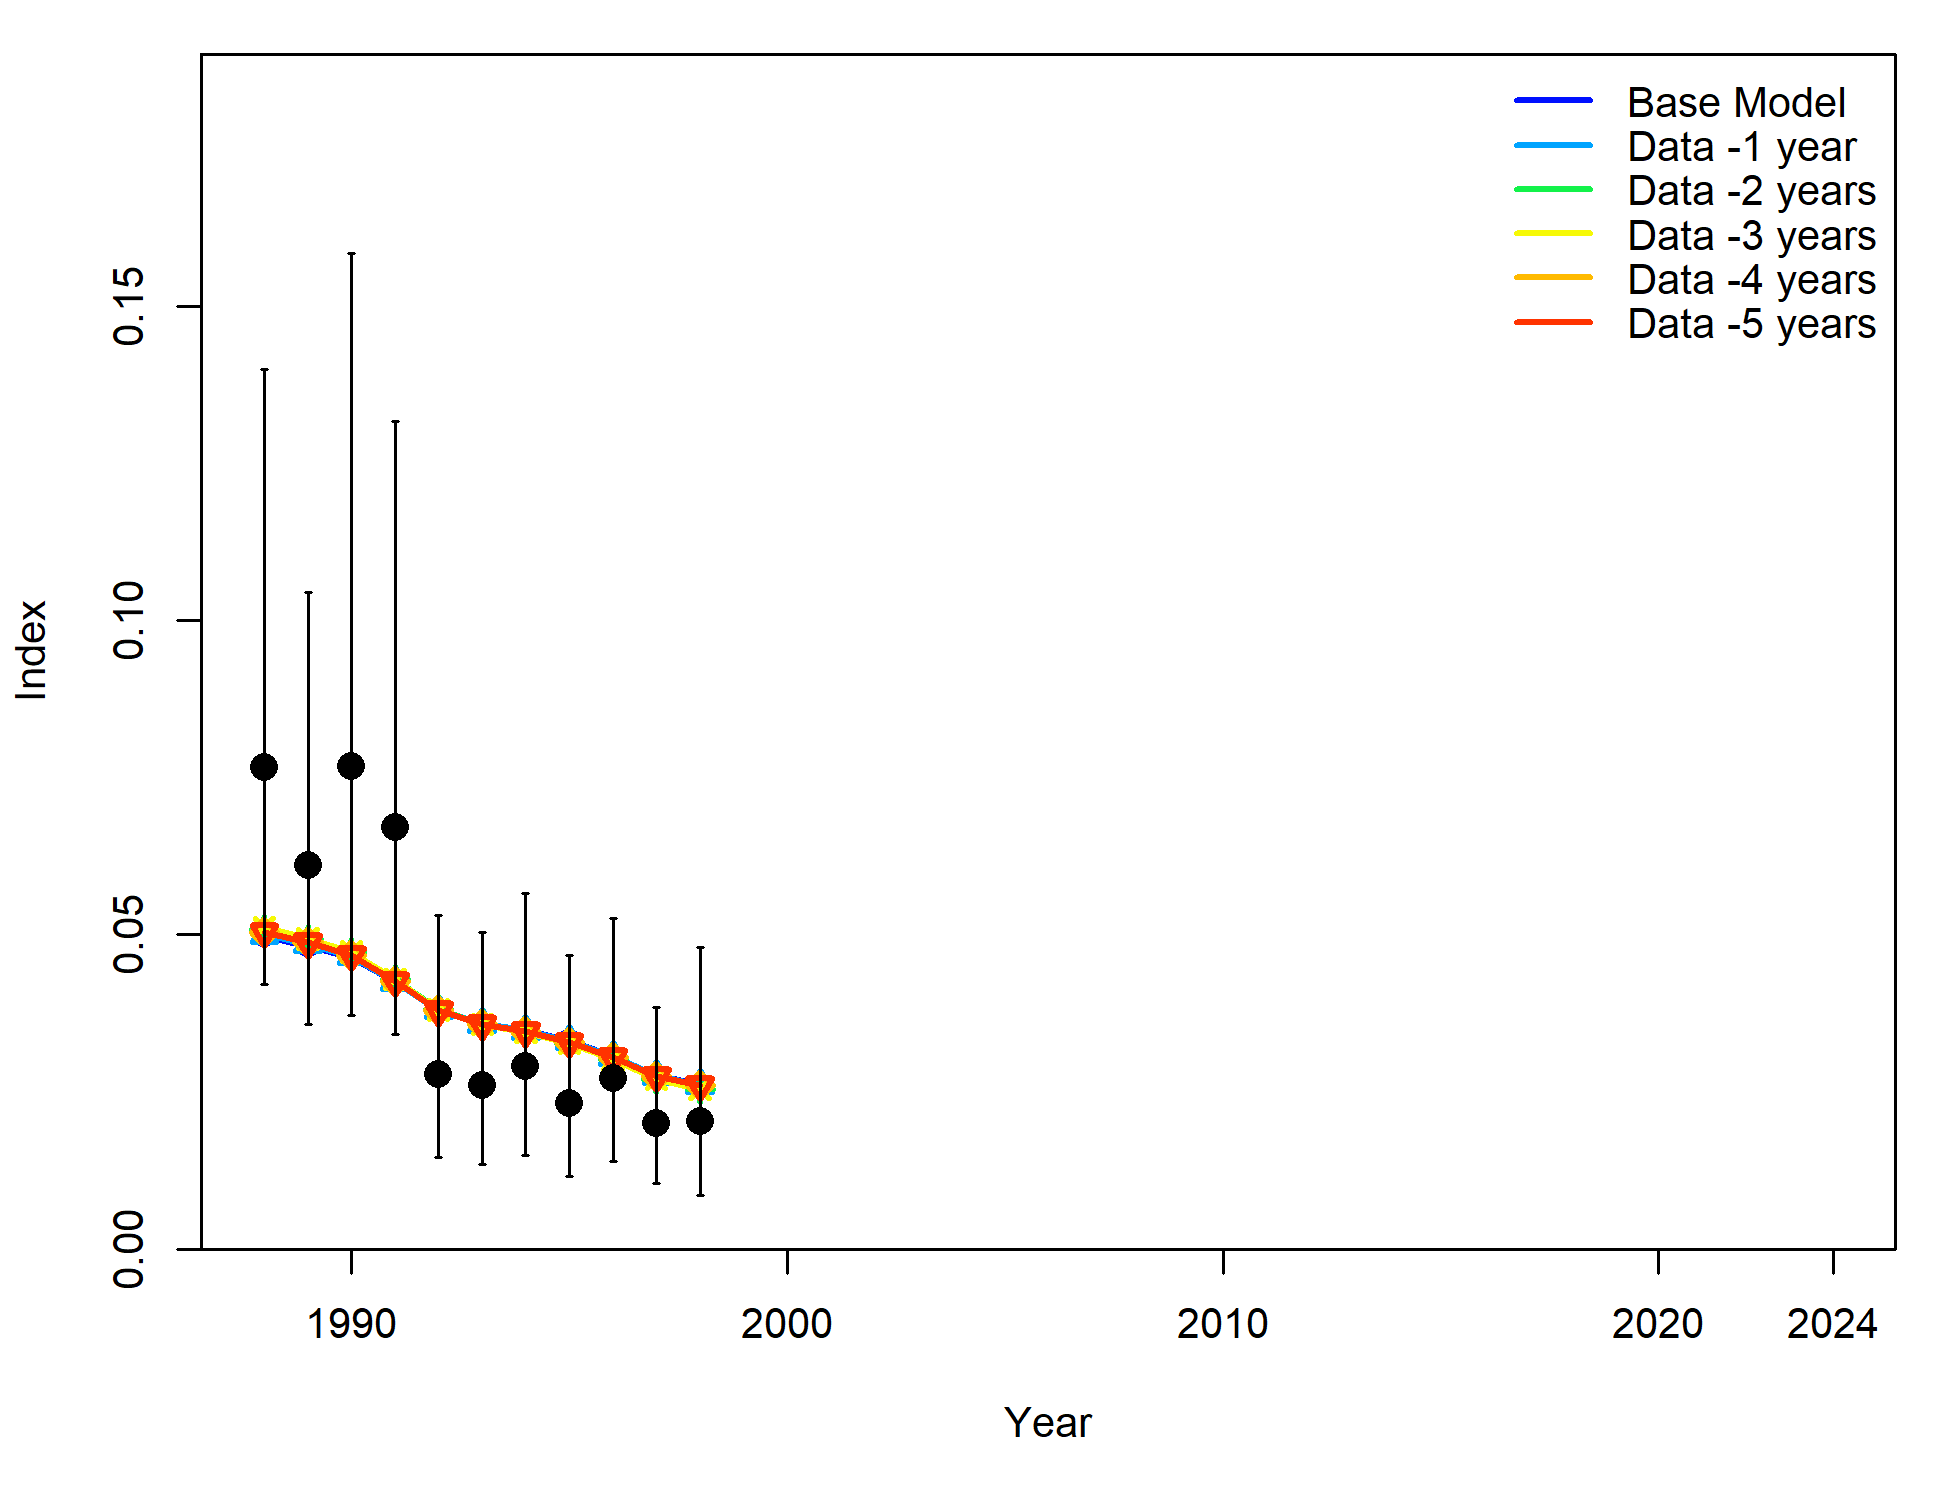 Base Model
Data -1 year
Data -2 years
Data -3 years
Data -4 years
Data -5 years
0.15
0.10
0.05
0.00
Index
1990 2000 2010 2020 2024
Year